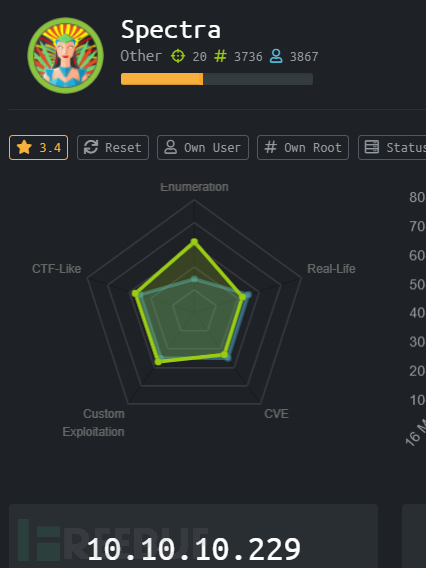 Spectra
Other 20 # 3736 3867
3.4 Reset Own User # Own Root Status
Enumeration
CTF-Like
Real-Life
Custom
Exploitation
CVE
80
70
60
50
40
30
20
10
16 M
FREEBUF
10.10.10.229